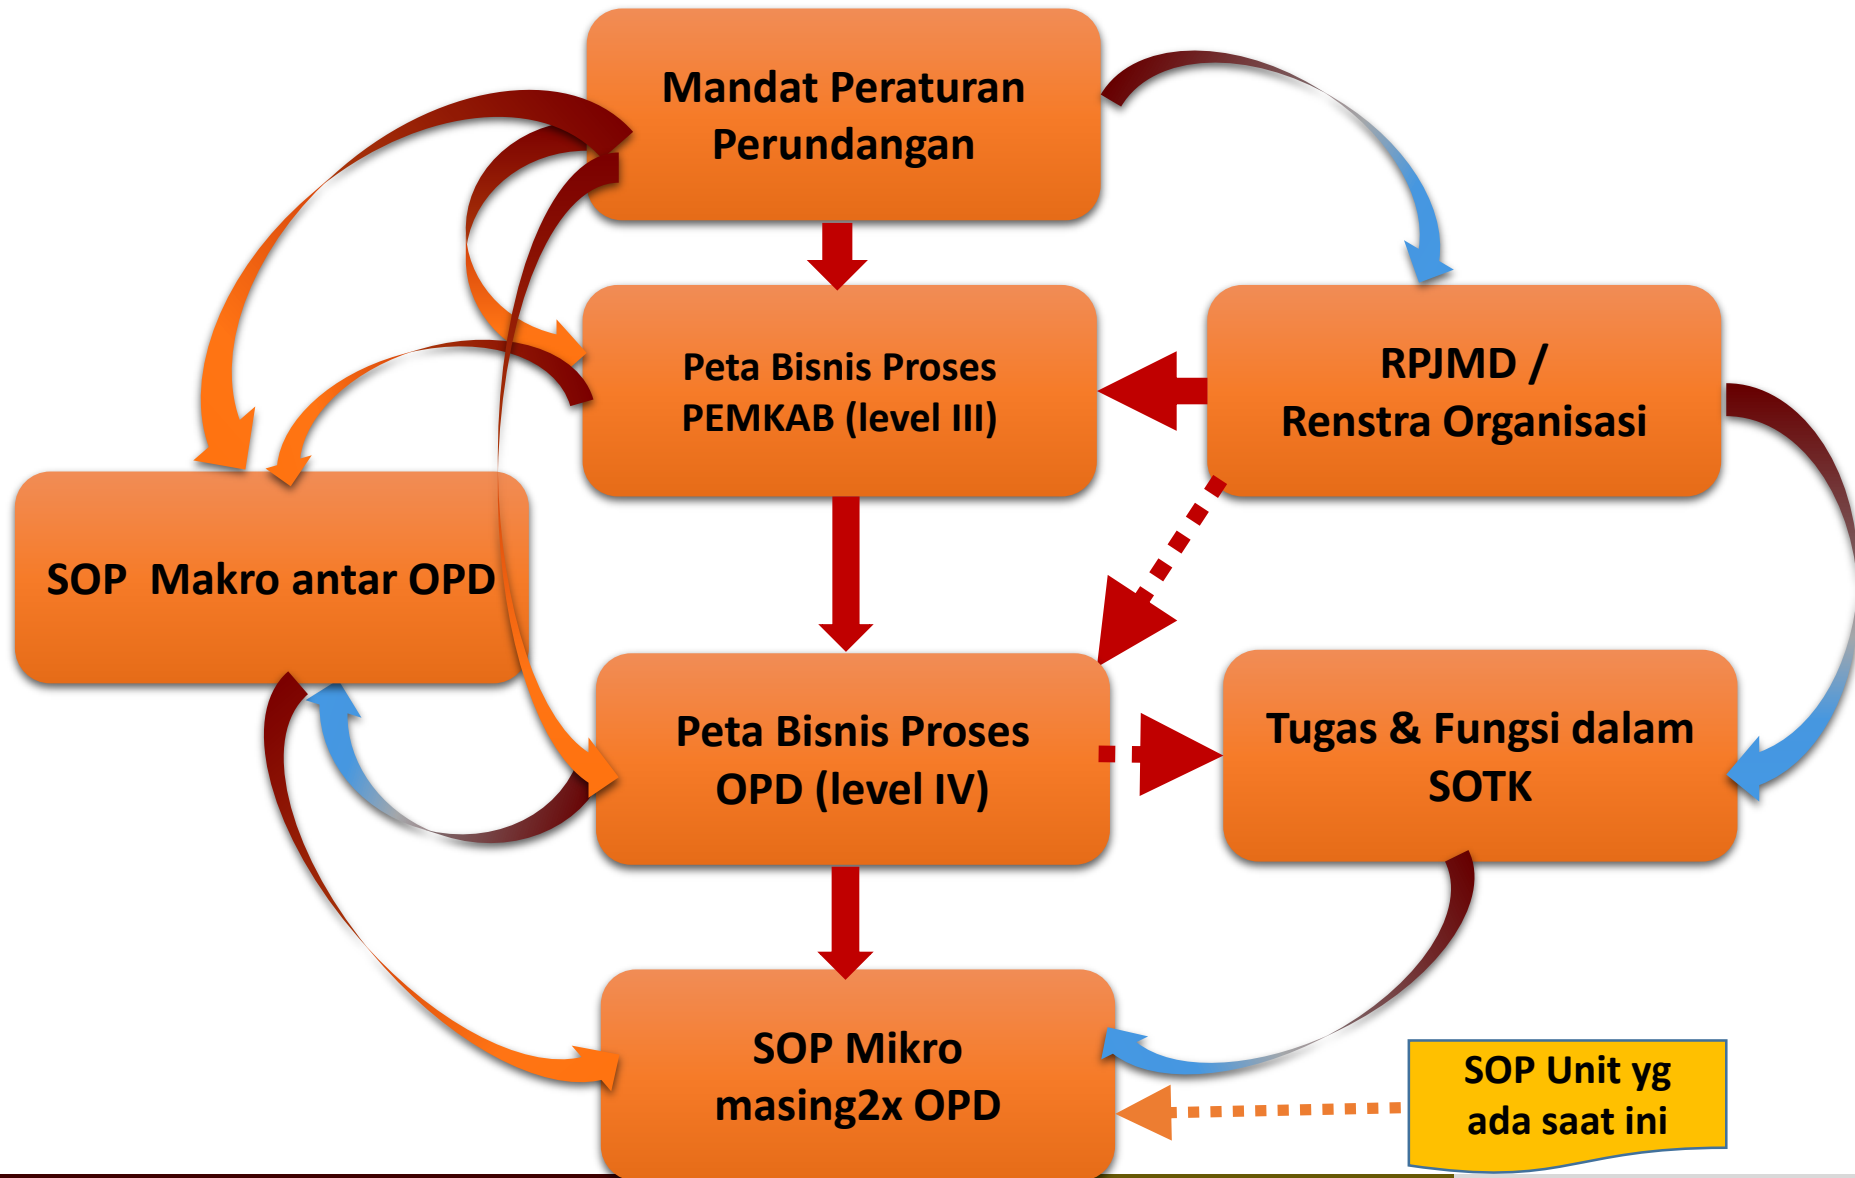 Mandat Peraturan
Perundangan
Peta Bisnis Proses
PEMKAB (level III)
RPJMD /
Renstra Organisasi
SOP  Makro antar OPD
Peta Bisnis Proses
OPD (level IV)
Tugas & Fungsi dalam
SOTK
SOP Mikro
masing2x OPD
SOP Unit yg
ada saat ini